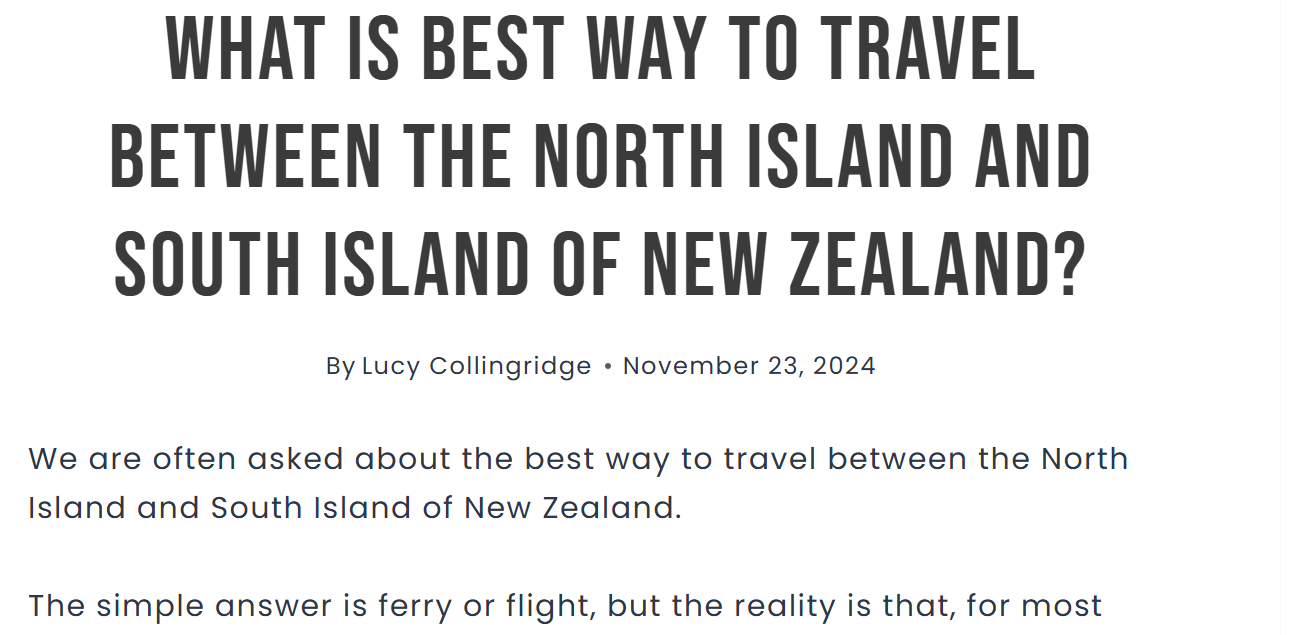 WHAT IS BEST WAY TO TRAVEL
BETWEEN THE NORTH ISLAND AND
SOUTH ISLAND OF NEW ZEALAND?
By Lucy Collingridge • November 23, 2024
We are often asked about the best way to travel between the North
Island and South Island of New Zealand.
The simple answer is ferry or flight, but the reality is that, for most